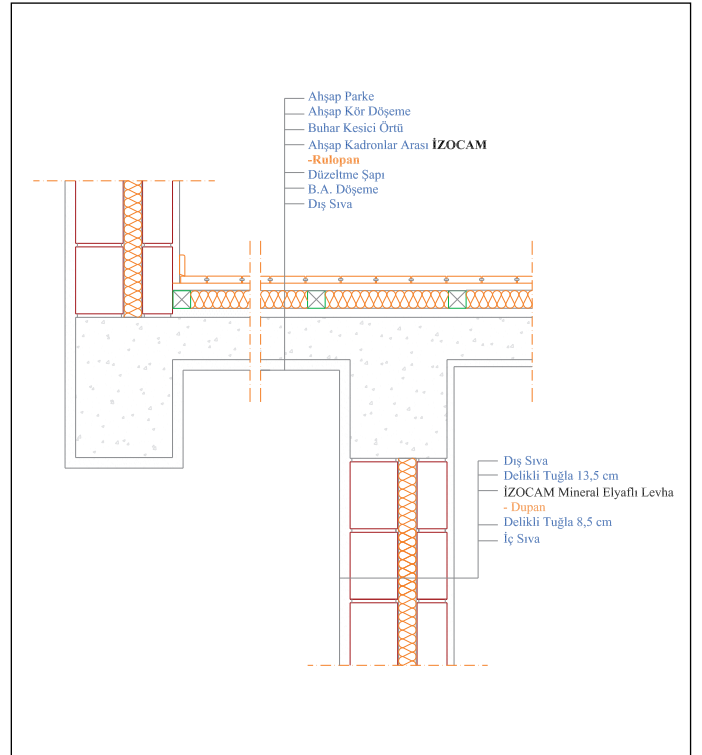 Ahşap Parke
Ahşap Kör Döşeme
Buhar Kesici Örtü
Ahşap Kadronlar Arası İZOCAM
-Rulopan
Düzeltme Şapı
B.A. Döşeme
Dış Sıva
Dış Sıva
Delikli Tuğla 13,5 cm
İZOCAM Mineral Elyaflı Levha
- Dupan
Delikli Tuğla 8,5 cm
İç Sıva